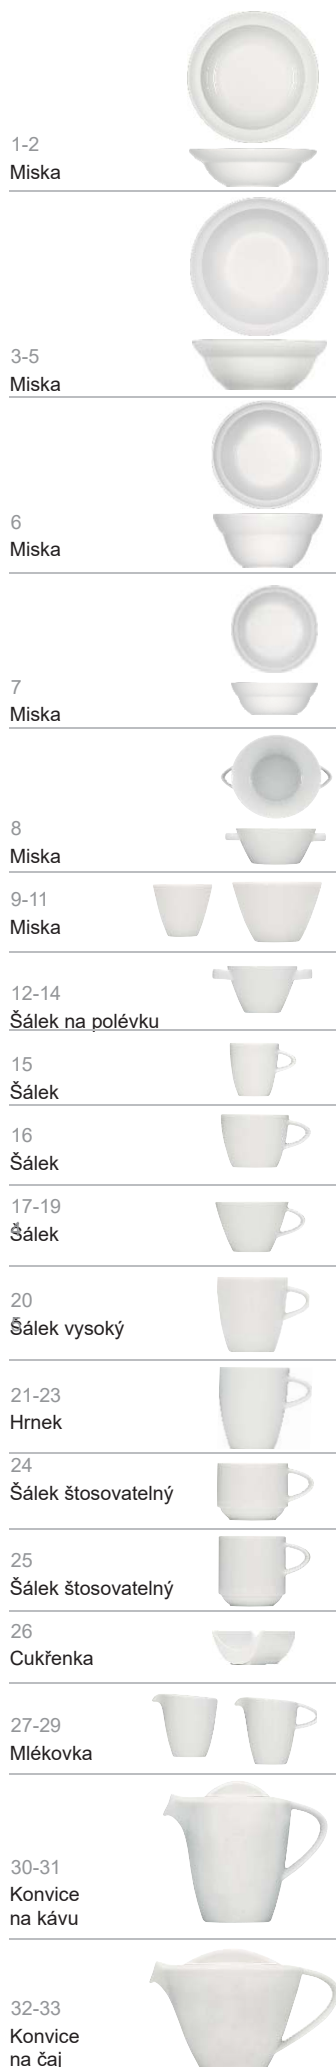 1-2
Miska
3-5
Miska
6
Miska
7
Miska
8
Miska
9-11
Miska
12-14
Šálek na polévku
15
Šálek
16
Šálek
17-19
Šálek
20
Šálek vysoký
21-23
Hrnek
24
Šálek štosovatelný
25
Šálek štosovatelný
26
Cukřenka
27-29
Mlékovka
30-31
Konvice
na kávu
32-33
Konvice
na čaj